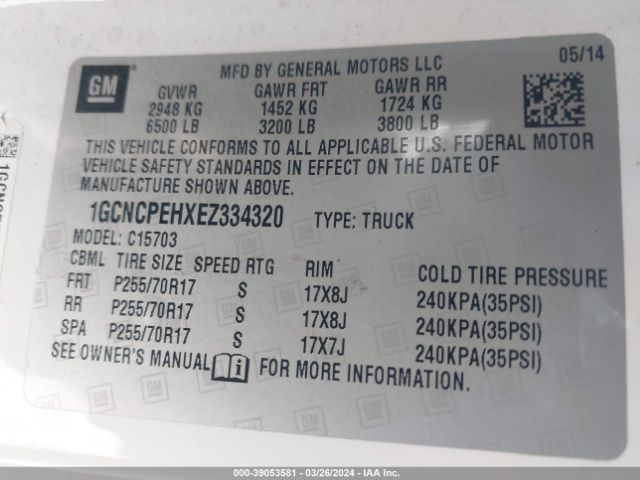 MFD BY GENERAL MOTORS LLC 05/14
GM
GVWR GAWR FRT GAWR RR
2948 KG 1452 KG 1724 KG
6500 LB 3200 LB 3800 LB
THIS VEHICLE CONFORMS TO ALL APPLICABLE U.S. FEDERAL MOTOR
VEHICLE SAFETY STANDARDS IN EFFECT ON THE DATE OF
MANUFACTURE SHOWN ABOVE.
1GCNCPEHXEZ334320 TYPE: TRUCK
MODEL: C15703
CBML TIRE SIZE SPEED RTG RIM COLD TIRE PRESSURE
FRT P255/70R17 S 17X8J 240KPA(35PSI)
RR P255/70R17 S 17X8J 240KPA(35PSI)
SPA P255/70R17 S 17X7J 240KPA(35PSI)
SEE OWNER'S MANUAL i FOR MORE INFORMATION.
000-39053581 | 03/26/2024 | IAA Inc.